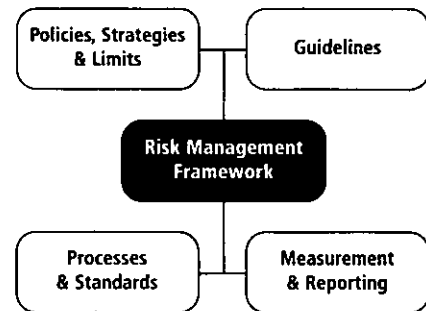 Policies, Strategies
& Limits
Guidelines
Risk Management
Framework
Processes
& Standards
Measurement
& Reporting